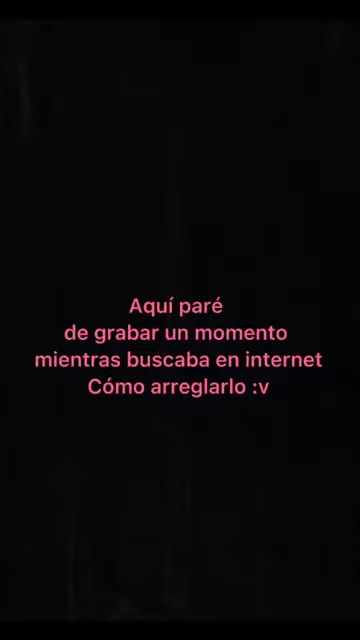 Aquí paré
de grabar un momento
mientras buscaba en internet
Cómo arreglarlo :v